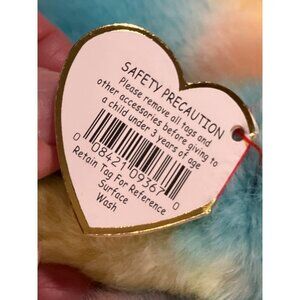 SAFETY PRECAUTION
Please remove all tags and
other accessories before giving to
a child under 3 years of age
0 08421 09367 0
Retain Tag For Reference
Surface
Wash